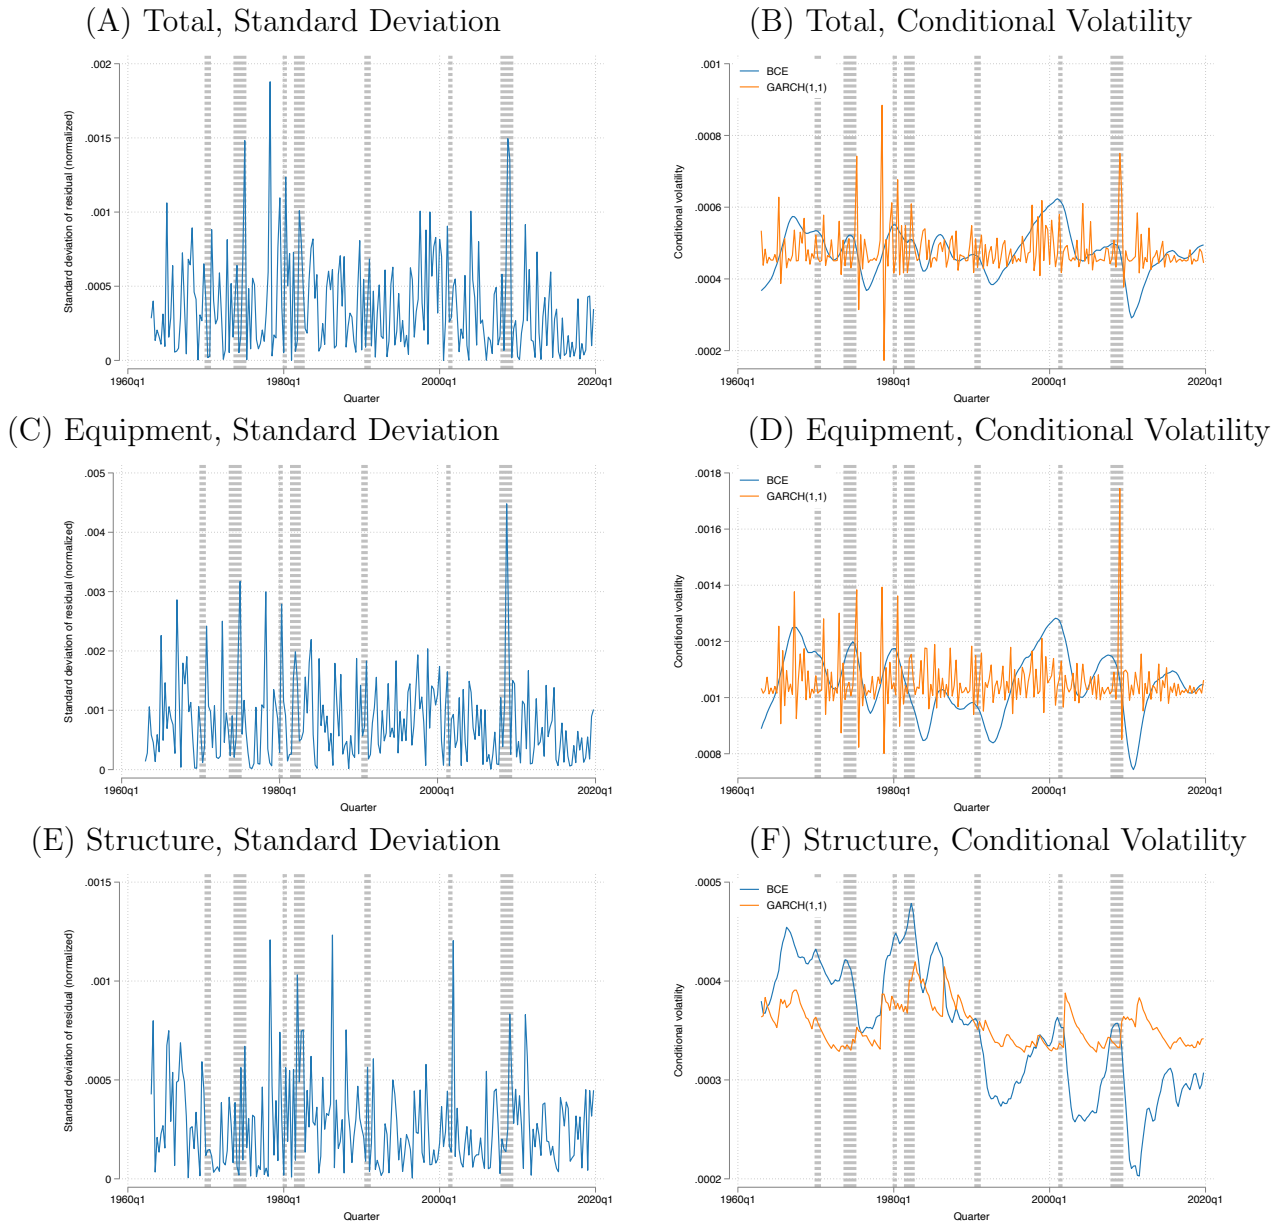 (A) Total, Standard Deviation
Standard deviation of residual (normalized)
.002
.0015
.001
.0005
0
1960q1
1980q1
2000q1
2020q1
Quarter
(B) Total, Conditional Volatility
Conditional volatility
.001
.0008
.0006
.0004
.0002
BCE
GARCH(1,1)
1960q1
1980q1
2000q1
2020q1
Quarter
(C) Equipment, Standard Deviation
Standard deviation of residual (normalized)
.005
.004
.003
.002
.001
0
1960q1
1980q1
2000q1
2020q1
Quarter
(D) Equipment, Conditional Volatility
Conditional volatility
.0018
.0016
.0014
.0012
.001
.0008
BCE
GARCH(1,1)
1960q1
1980q1
2000q1
2020q1
Quarter
(E) Structure, Standard Deviation
Standard deviation of residual (normalized)
.0015
.001
.0005
0
1960q1
1980q1
2000q1
2020q1
Quarter
(F) Structure, Conditional Volatility
Conditional volatility
.0005
.0004
.0003
.0002
BCE
GARCH(1,1)
1960q1
1980q1
2000q1
2020q1
Quarter